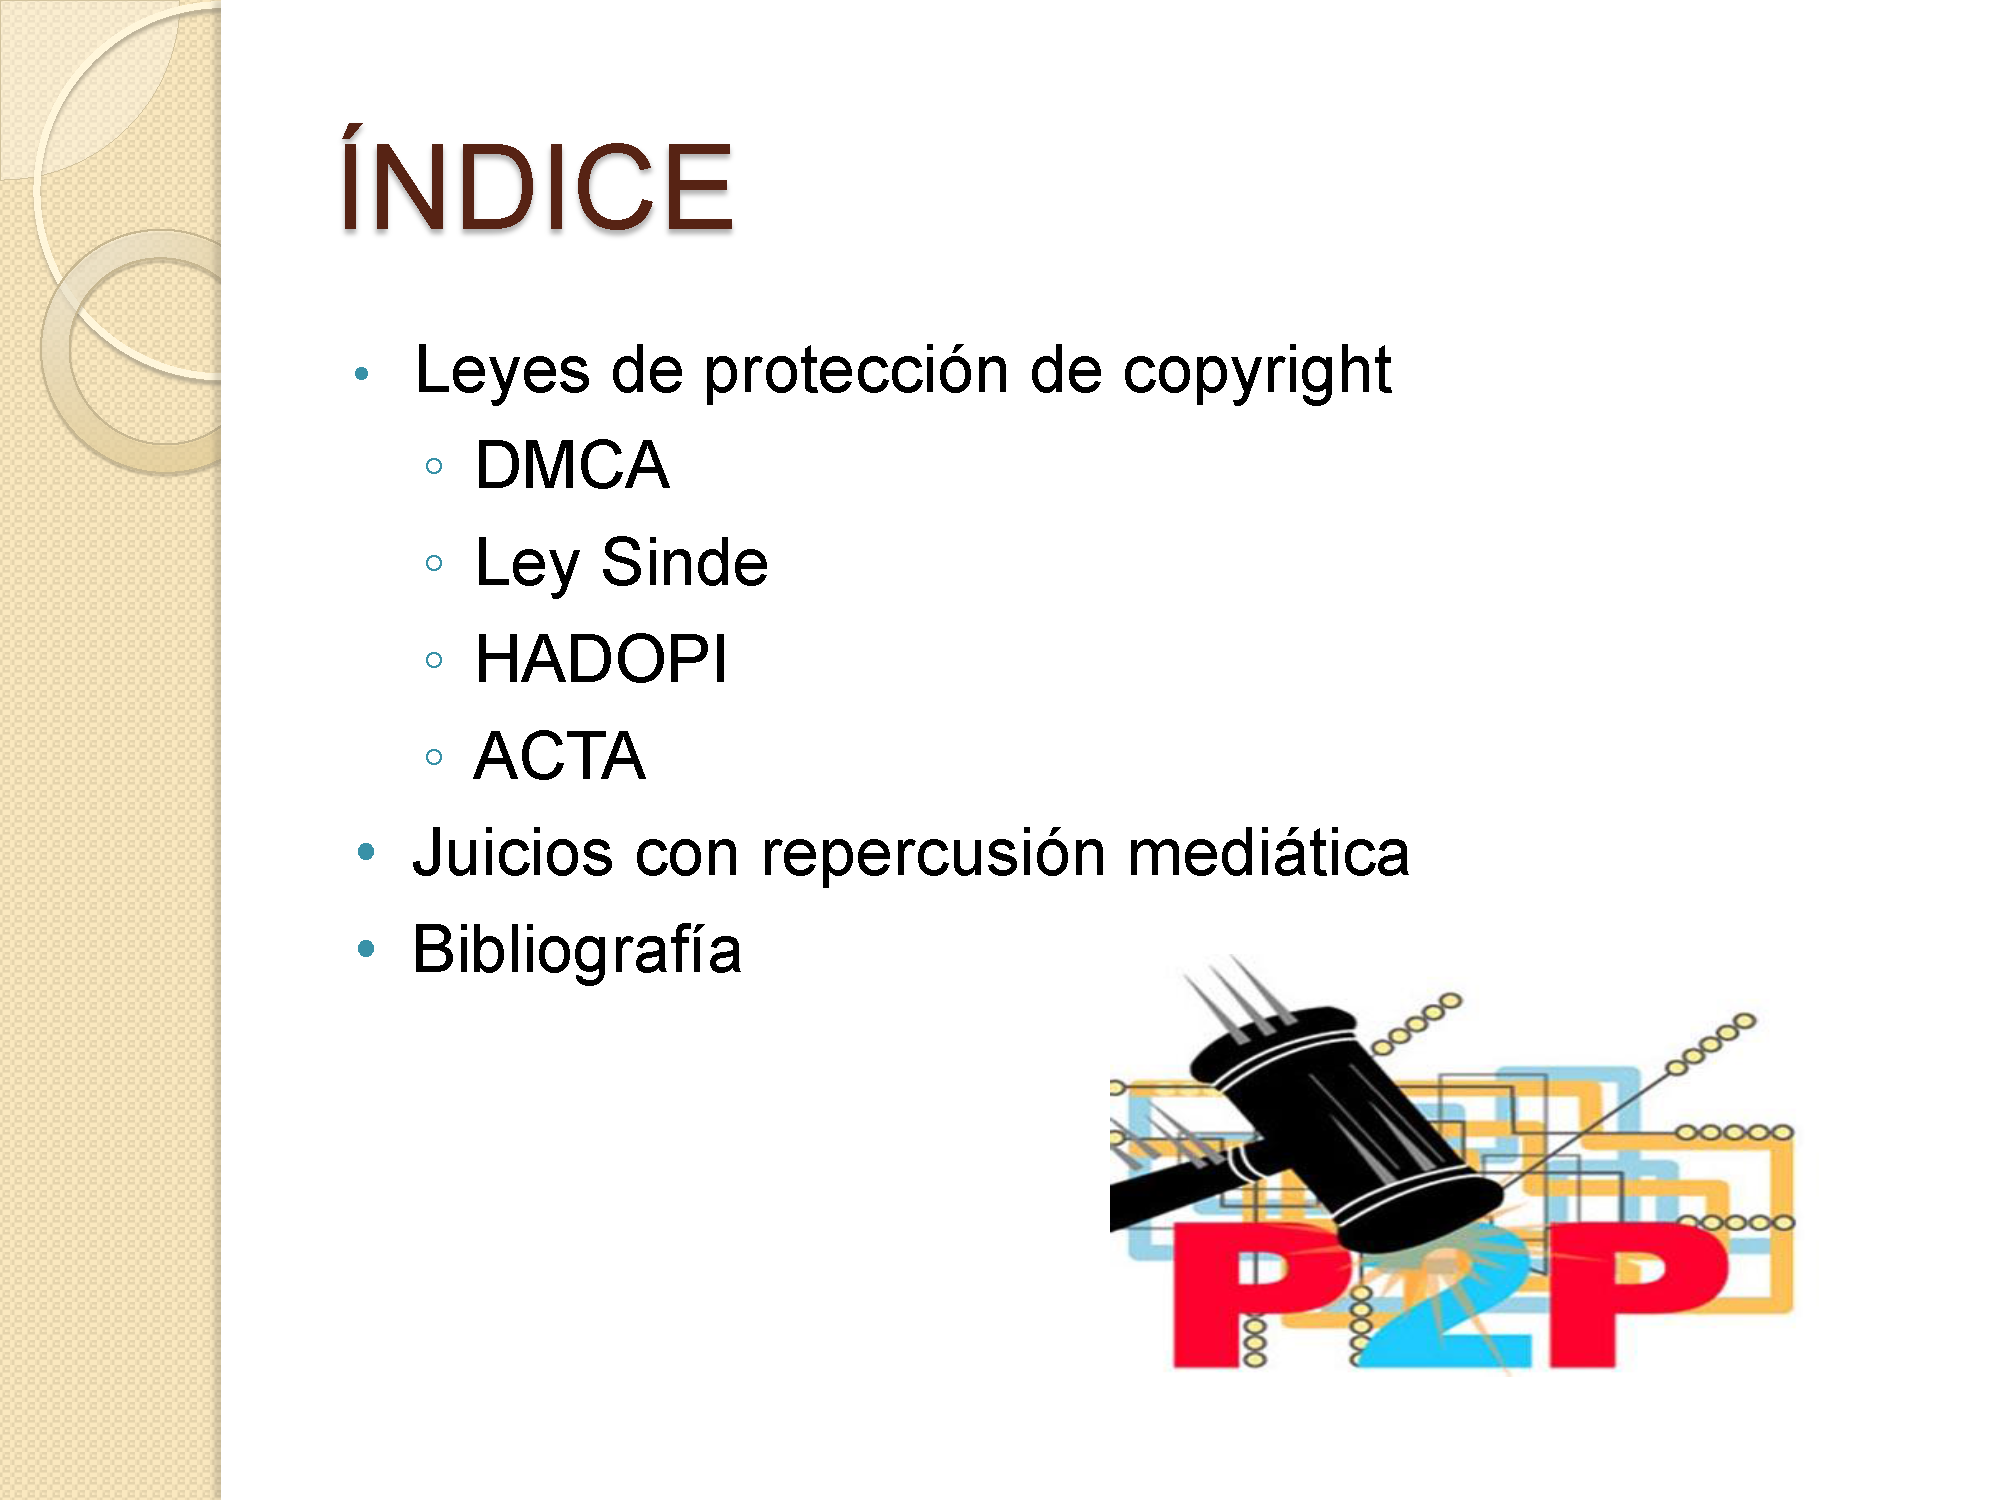 ÍNDICE
• Leyes de protección de copyright
◦ DMCA
◦ Ley Sinde
◦ HADOPI
◦ ACTA
• Juicios con repercusión mediática
• Bibliografía
P2P